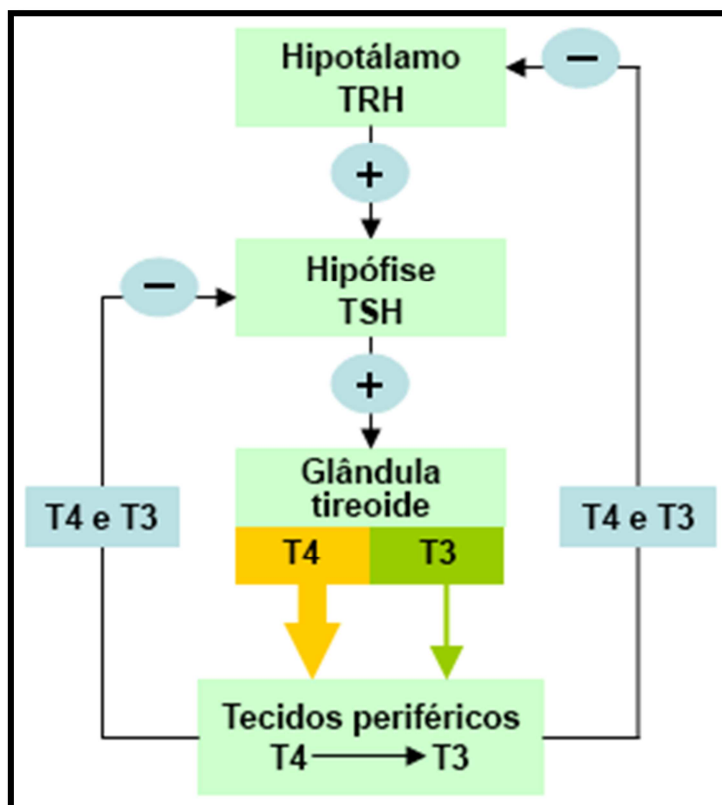 Hipotálamo
TRH
−
+
Hipófise
TSH
−
+
Glândula
tireoide
T4 e T3
T4 e T3
T4
T3
Tecidos periféricos
T4 → T3